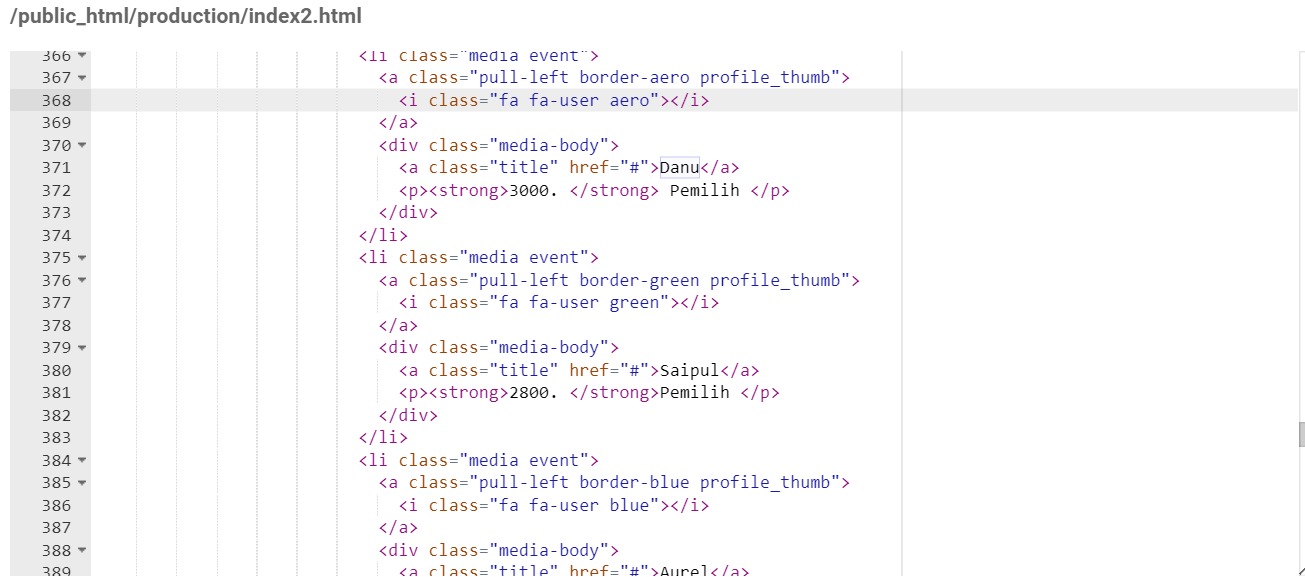 /public_html/production/index2.html
366 <li class="media event">
367 <a class="pull-left border-aero profile_thumb">
368 <i class="fa fa-user aero"></i>
369 </a>
370 <div class="media-body">
371 <a class="title" href="#">Danu</a>
372 <p><strong>3000. </strong> Pemilih </p>
373 </div>
374 </li>
375 <li class="media event">
376 <a class="pull-left border-green profile_thumb">
377 <i class="fa fa-user green"></i>
378 </a>
379 <div class="media-body">
380 <a class="title" href="#">Saipul</a>
381 <p><strong>2800. </strong>Pemilih </p>
382 </div>
383 </li>
384 <li class="media event">
385 <a class="pull-left border-blue profile_thumb">
386 <i class="fa fa-user blue"></i>
387 </a>
388 <div class="media-body">
389 <a class="title" href="#">Aurel</a>